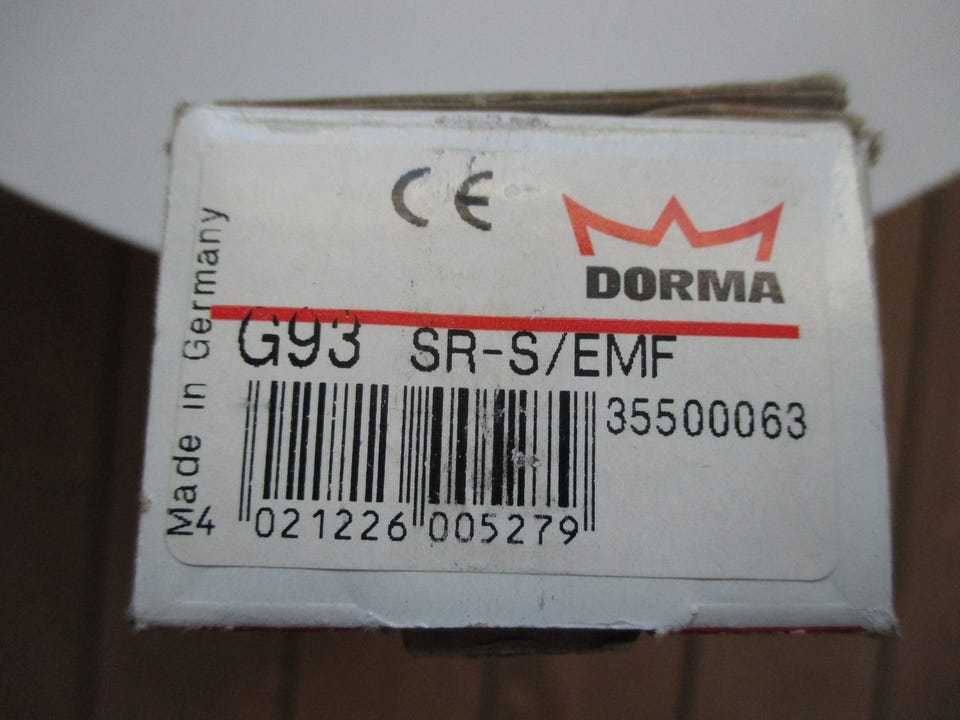 CE
DORMA
Made in Germany
G93 SR-S/EMF
35500063
4 021226 005279